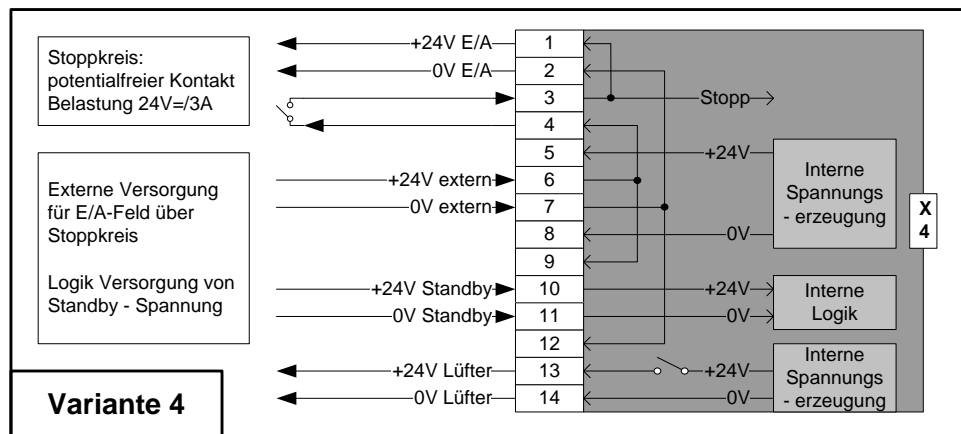 Stoppkreis:
potentialfreier Kontakt
Belastung 24V=/3A
Externe Versorgung
für E/A-Feld über
Stoppkreis
Logik Versorgung von
Standby - Spannung
Variante 4
+24V E/A
0V E/A
+24V extern
0V extern
+24V Standby
0V Standby
+24V Lüfter
0V Lüfter
1
2
3
4
5
6
7
8
9
10
11
12
13
14
Stopp
+24V
0V
+24V
0V
+24V
0V
Interne
Spannungs
- erzeugung
Interne
Logik
Interne
Spannungs
- erzeugung
X
4